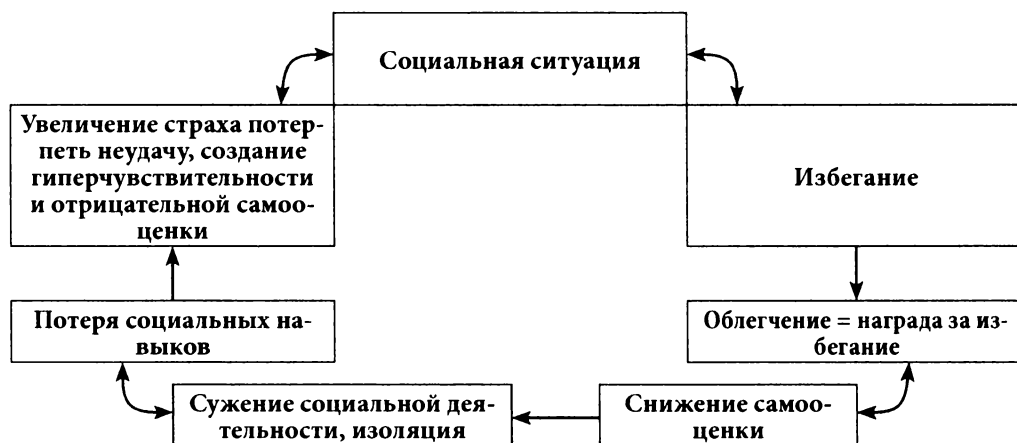 Социальная ситуация
Увеличение страха потер-
петь неудачу, создание
гиперчувствительности
и отрицательной самоо-
ценки
Избегание
Потеря социальных на-
выков
Облегчение = награда за из-
бегание
Сужение социальной дея-
тельности, изоляция
Снижение самоо-
ценки